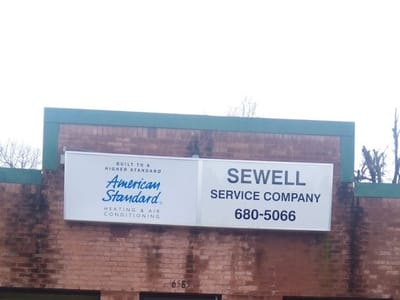 BUILT TO A
HIGHER STANDARD
American
Standard
HEATING & AIR
CONDITIONING
SEWELL
SERVICE COMPANY
680-5066